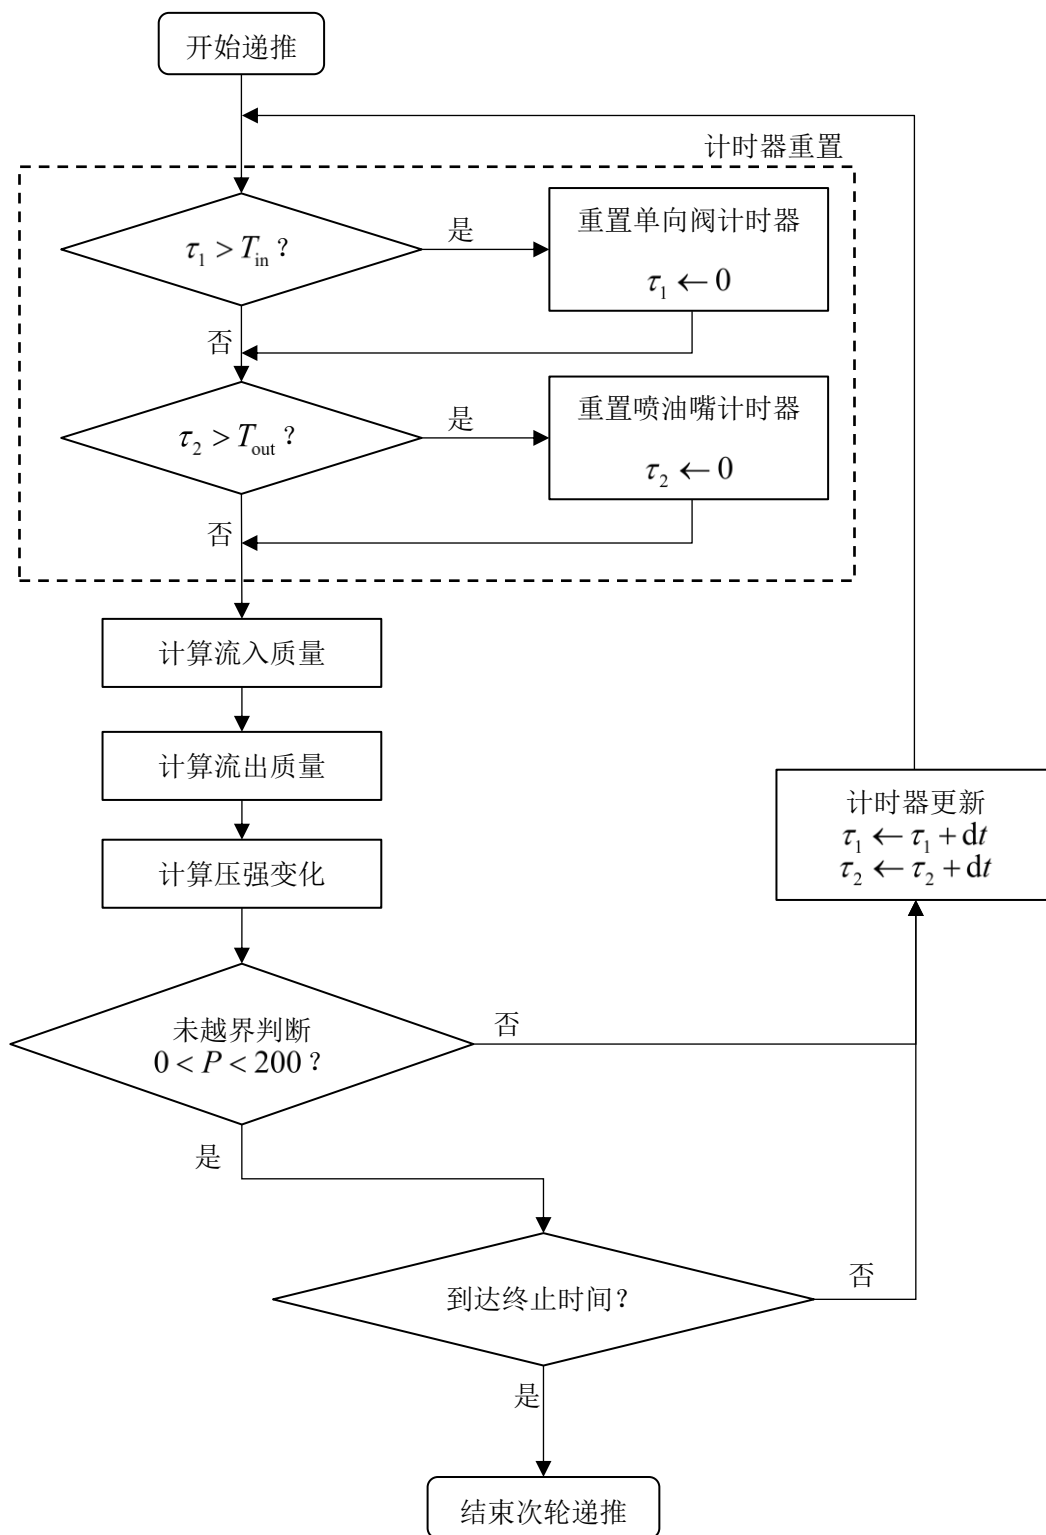 开始递推
计时器重置
τ₁ > T_in ?
是
重置单向阀计时器
τ₁ ← 0
否
τ₂ > T_out ?
是
重置喷油嘴计时器
τ₂ ← 0
否
计算流入质量
计算流出质量
计时器更新
τ₁ ← τ₁ + dt
τ₂ ← τ₂ + dt
计算压强变化
未越界判断
0 < P < 200 ?
否
是
到达终止时间?
否
是
结束次轮递推